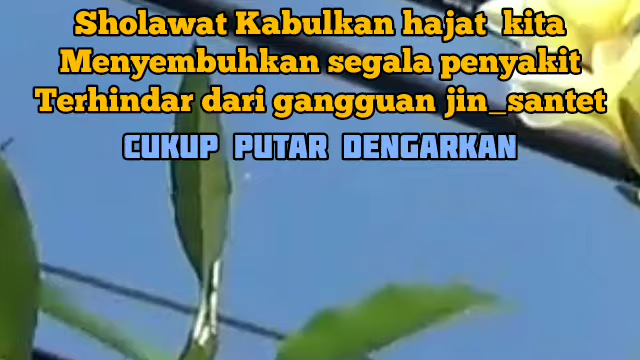 Sholawat Kabulkan hajat kita
Menyembuhkan segala penyakit
Terhindar dari gangguan jin_santet
CUKUP PUTAR DENGARKAN